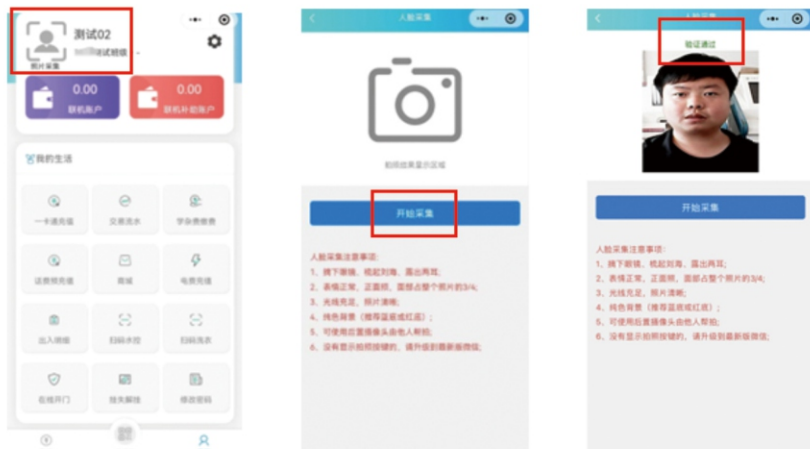 测试02
测试班级
照片采集
0.00
联机账户
0.00
联机补助账户
我的生活
一卡通充值
交易流水
学杂费缴费
话费预充值
商城
电费充值
出入明细
扫码水控
扫码洗衣
在线开门
挂失解挂
修改密码
人脸采集
拍照结果显示区域
开始采集
人脸采集注意事项:
1、摘下眼镜、梳起刘海、露出两耳;
2、表情正常，正面照，面部占整个照片的3/4;
3、光线充足，照片清晰;
4、纯色背景（推荐蓝底或红底）;
5、可使用后置摄像头由他人帮拍;
6、没有显示拍照按键的，请升级到最新版微信;
人脸采集
验证通过
开始采集
人脸采集注意事项:
1、摘下眼镜、梳起刘海、露出两耳;
2、表情正常，正面照，面部占整个照片的3/4;
3、光线充足，照片清晰;
4、纯色背景（推荐蓝底或红底）;
5、可使用后置摄像头由他人帮拍;
6、没有显示拍照按键的，请升级到最新版微信;